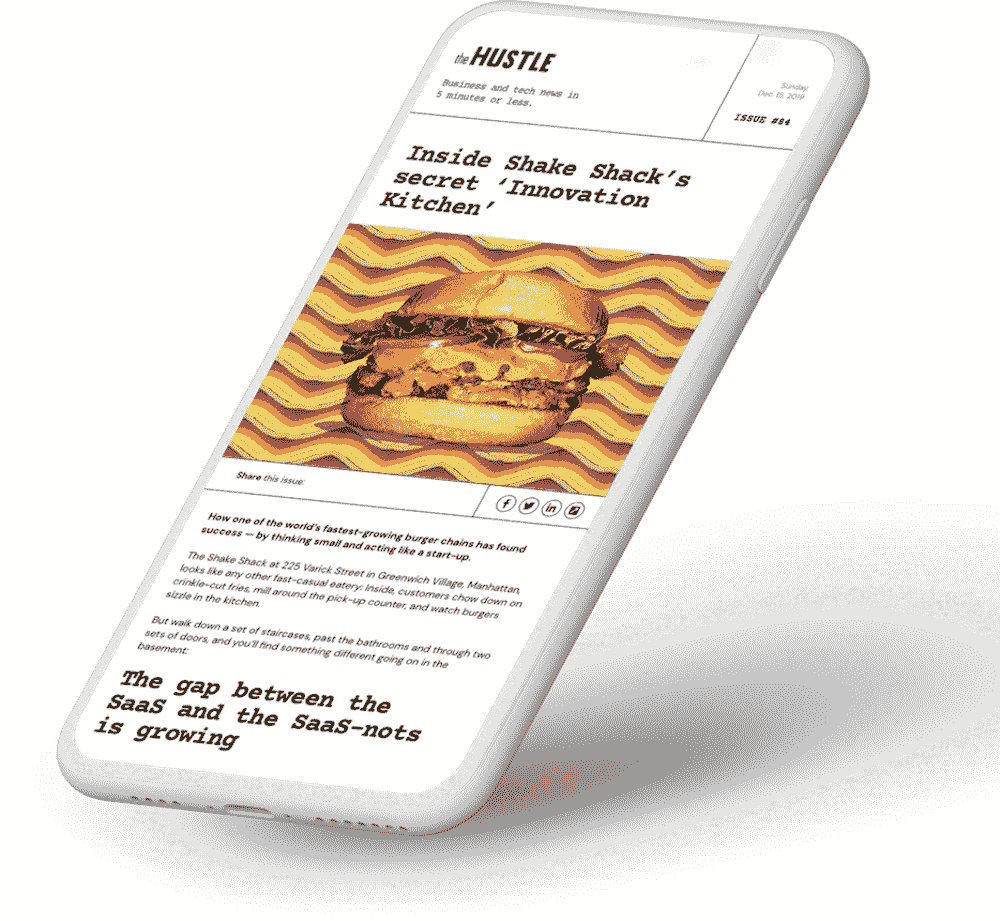 the HUSTLE
Business and tech news in
5 minutes or less.
Sunday,
Dec. 15, 2019
ISSUE #84
Inside Shake Shack’s
secret ‘Innovation
Kitchen’
Share this issue:
How one of the world's fastest-growing burger chains has found
success — by thinking small and acting like a start-up.
The Shake Shack at 225 Varick Street in Greenwich Village, Manhattan,
looks like any other fast-casual eatery: Inside, customers chow down on
crinkle-cut fries, mill around the pick-up counter, and watch burgers
sizzle in the kitchen.
But walk down a set of staircases, past the bathrooms and through two
sets of doors, and you'll find something different going on in the
basement:
The gap between the
SaaS and the SaaS-nots
is growing